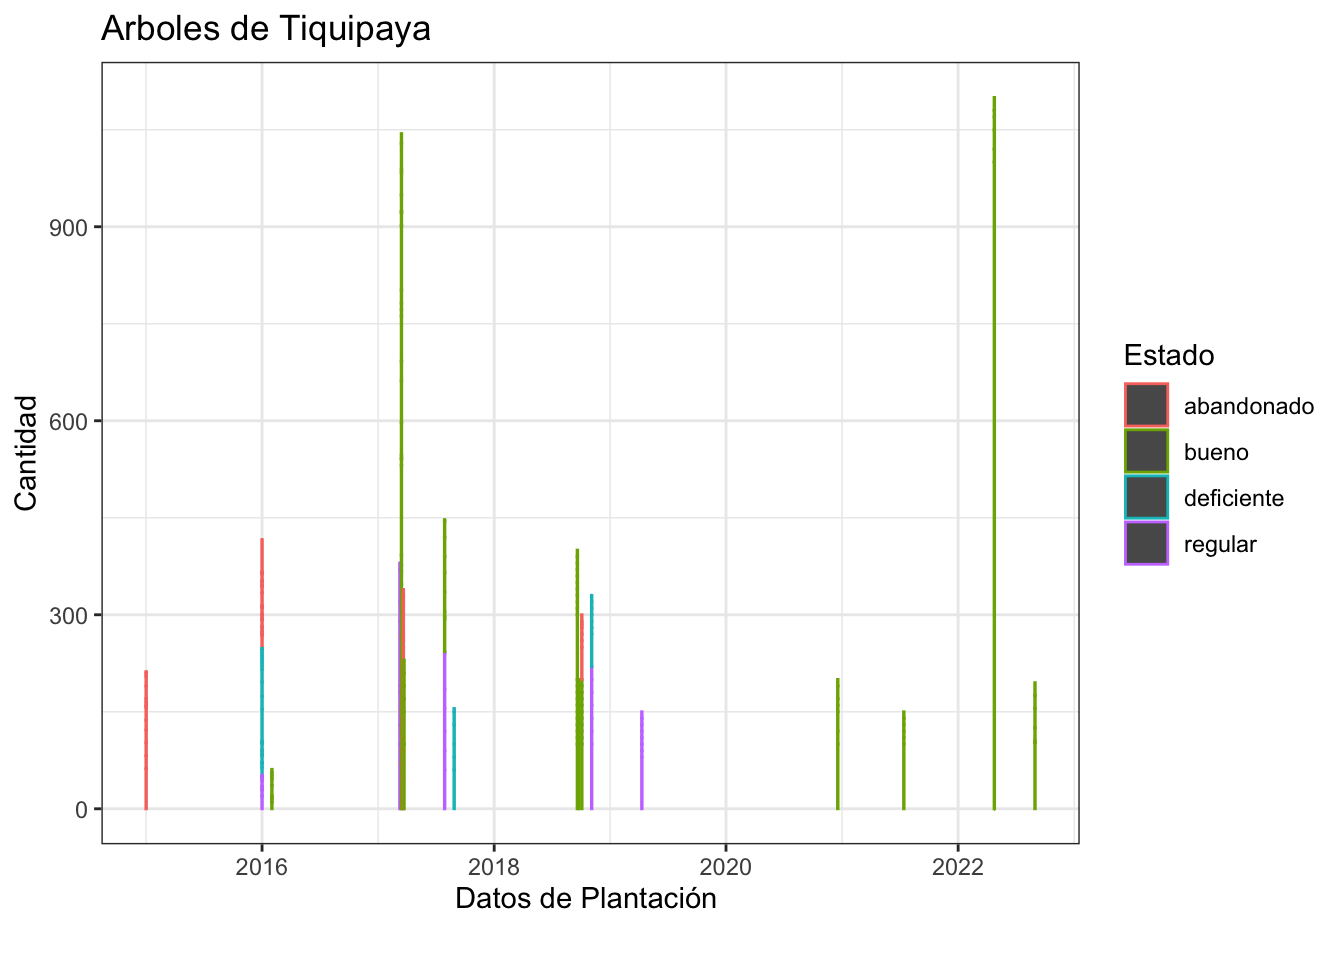 Arboles de Tiquipaya
Cantidad
900
600
300
0
2016
2018
2020
2022
Datos de Plantación
Estado
abandonado
bueno
deficiente
regular